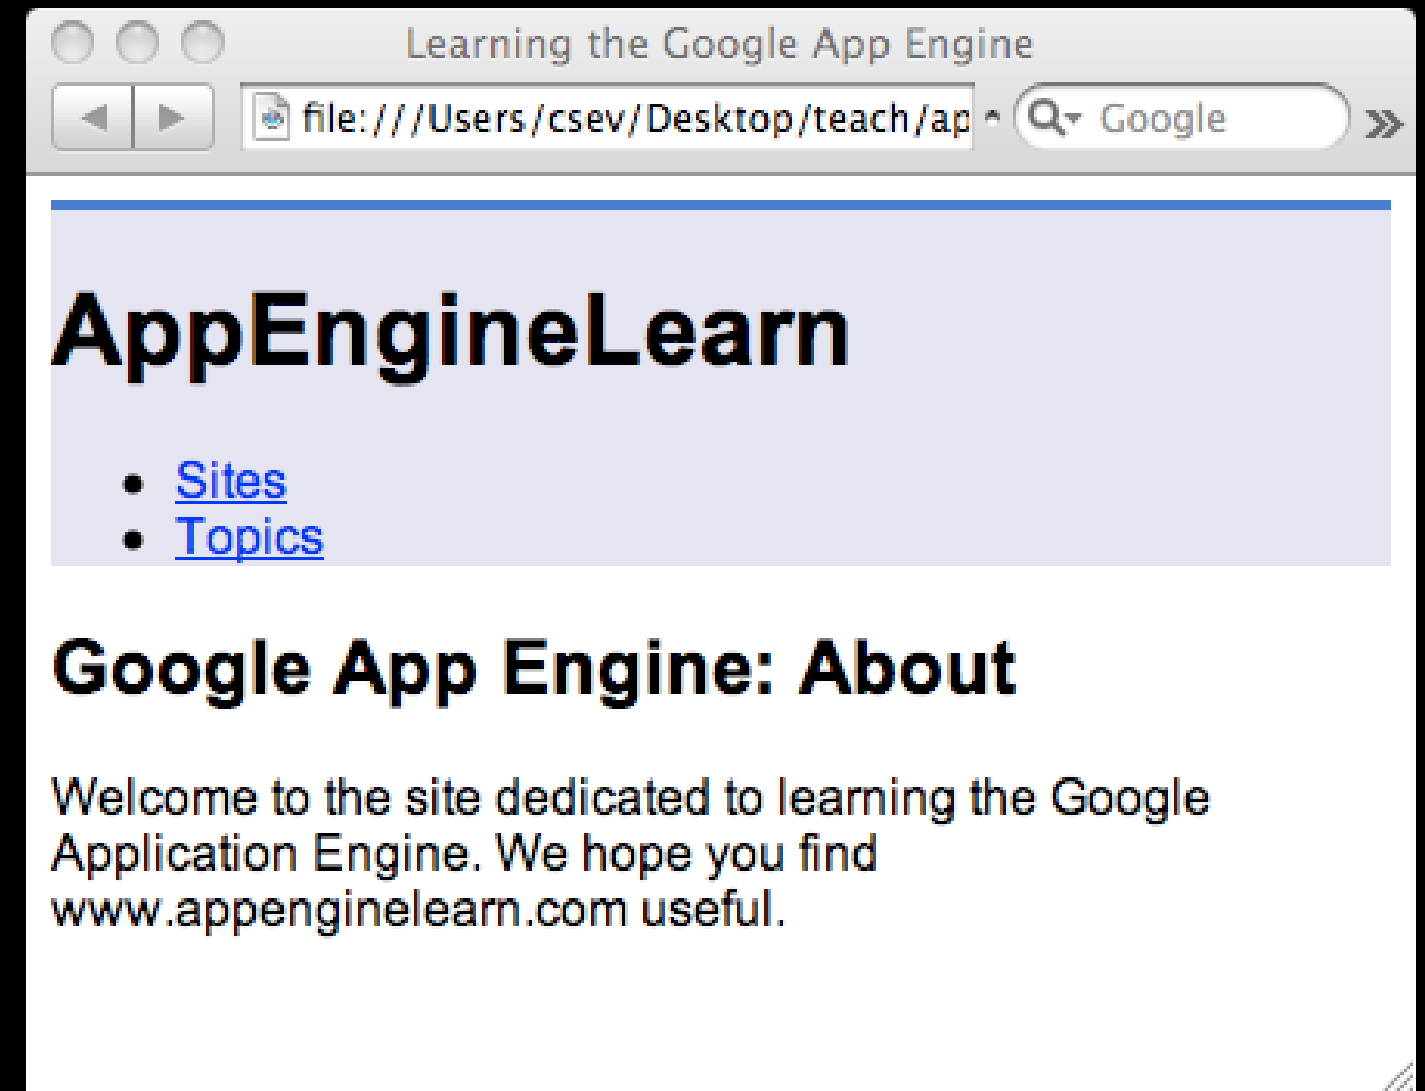 Learning the Google App Engine
file:///Users/csev/Desktop/teach/ap
Google
AppEngineLearn
• Sites
• Topics
Google App Engine: About
Welcome to the site dedicated to learning the Google
Application Engine. We hope you find
www.appenginelearn.com useful.